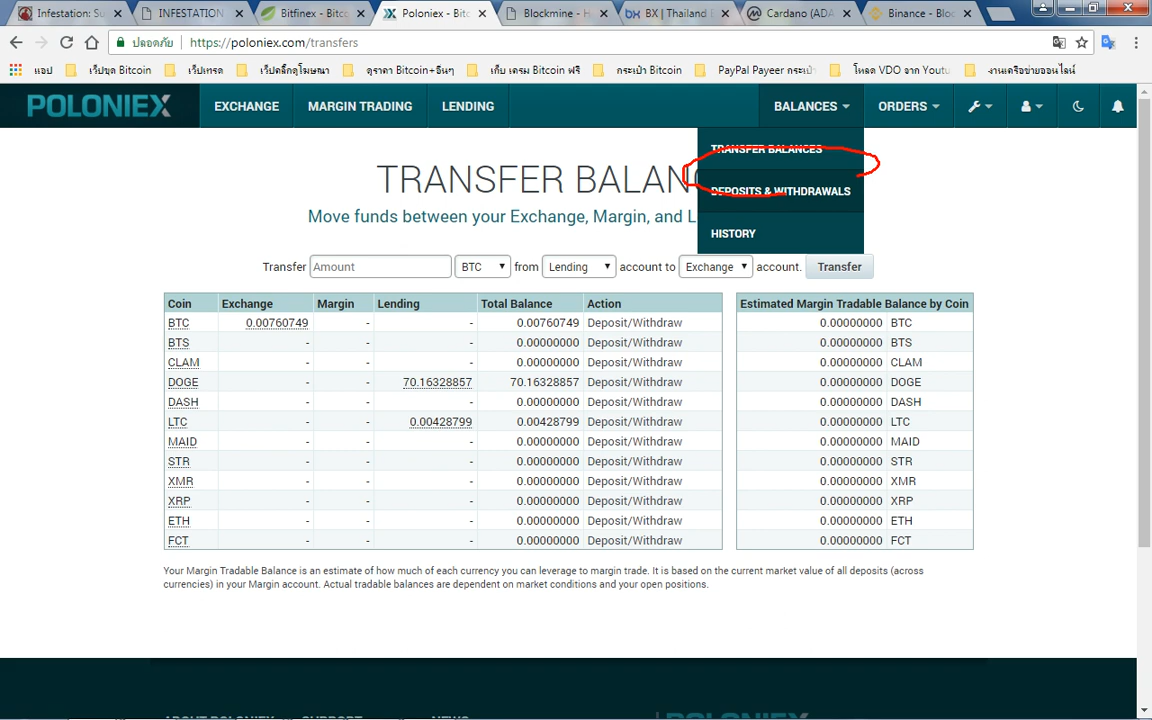 Infestation: Su
INFESTATION
Bitfinex - Bitc
Poloniex - Bitc
Blockmine - H
BX | Thailand
Cardano (ADA
Binance - Bloc
ปลอดภัย https://poloniex.com/transfers
แอป เว็ปขุด Bitcoin เว็ปเทรด เว็ปคลิ๊กดูโฆษณา ดูราคา Bitcoin+อื่นๆ เก็บ เครม Bitcoin ฟรี กระเป๋า Bitcoin PayPal Payeer กระเป๋ โหลด VDO จาก Youtu งานเครือข่ายออนไลน์
POLONIEX EXCHANGE MARGIN TRADING LENDING BALANCES ORDERS
TRANSFER BALANCES
DEPOSITS & WITHDRAWALS
HISTORY
TRANSFER BALANC
Move funds between your Exchange, Margin, and L
Transfer Amount BTC from Lending account to Exchange account. Transfer
Coin Exchange Margin Lending Total Balance Action
BTC 0.00760749 - - 0.00760749 Deposit/Withdraw
BTS - - - 0.00000000 Deposit/Withdraw
CLAM - - - 0.00000000 Deposit/Withdraw
DOGE - - 70.16328857 70.16328857 Deposit/Withdraw
DASH - - - 0.00000000 Deposit/Withdraw
LTC - - 0.00428799 0.00428799 Deposit/Withdraw
MAID - - - 0.00000000 Deposit/Withdraw
STR - - - 0.00000000 Deposit/Withdraw
XMR - - - 0.00000000 Deposit/Withdraw
XRP - - - 0.00000000 Deposit/Withdraw
ETH - - - 0.00000000 Deposit/Withdraw
FCT - - - 0.00000000 Deposit/Withdraw
Estimated Margin Tradable Balance by Coin
0.00000000 BTC
0.00000000 BTS
0.00000000 CLAM
0.00000000 DOGE
0.00000000 DASH
0.00000000 LTC
0.00000000 MAID
0.00000000 STR
0.00000000 XMR
0.00000000 XRP
0.00000000 ETH
0.00000000 FCT
Your Margin Tradable Balance is an estimate of how much of each currency you can leverage to margin trade. It is based on the current market value of all deposits (across
currencies) in your Margin account. Actual tradable balances are dependent on market conditions and your open positions.
ABOUT POLONIEX SUPPORT NEWS POLONIEX